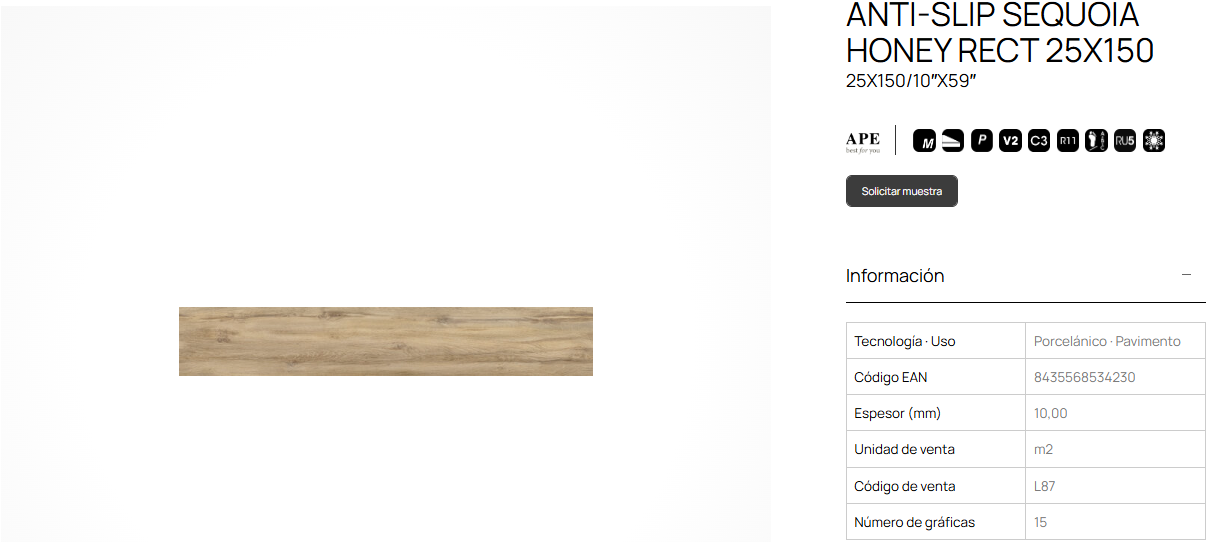 ANTI-SLIP SEQUOIA
HONEY RECT 25X150
25X150/10″X59″
APE
best for you
M
P
V2
C3
R11
RU5
Solicitar muestra
Información
Tecnología · Uso Porcelánico · Pavimento
Código EAN 8435568534230
Espesor (mm) 10,00
Unidad de venta m2
Código de venta L87
Número de gráficas 15